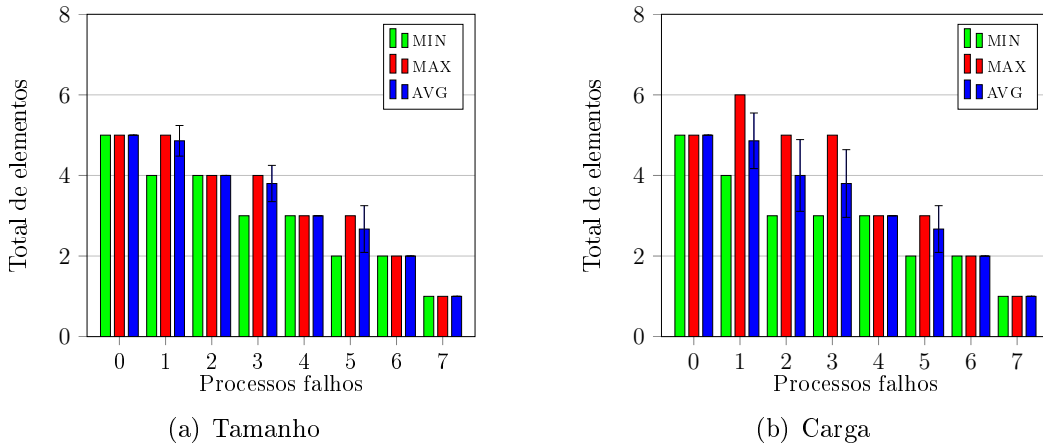 8
6
4
2
0
Total de elementos
MIN
MAX
AVG
0 1 2 3 4 5 6 7
Processos falhos
(a) Tamanho
8
6
4
2
0
Total de elementos
MIN
MAX
AVG
0 1 2 3 4 5 6 7
Processos falhos
(b) Carga